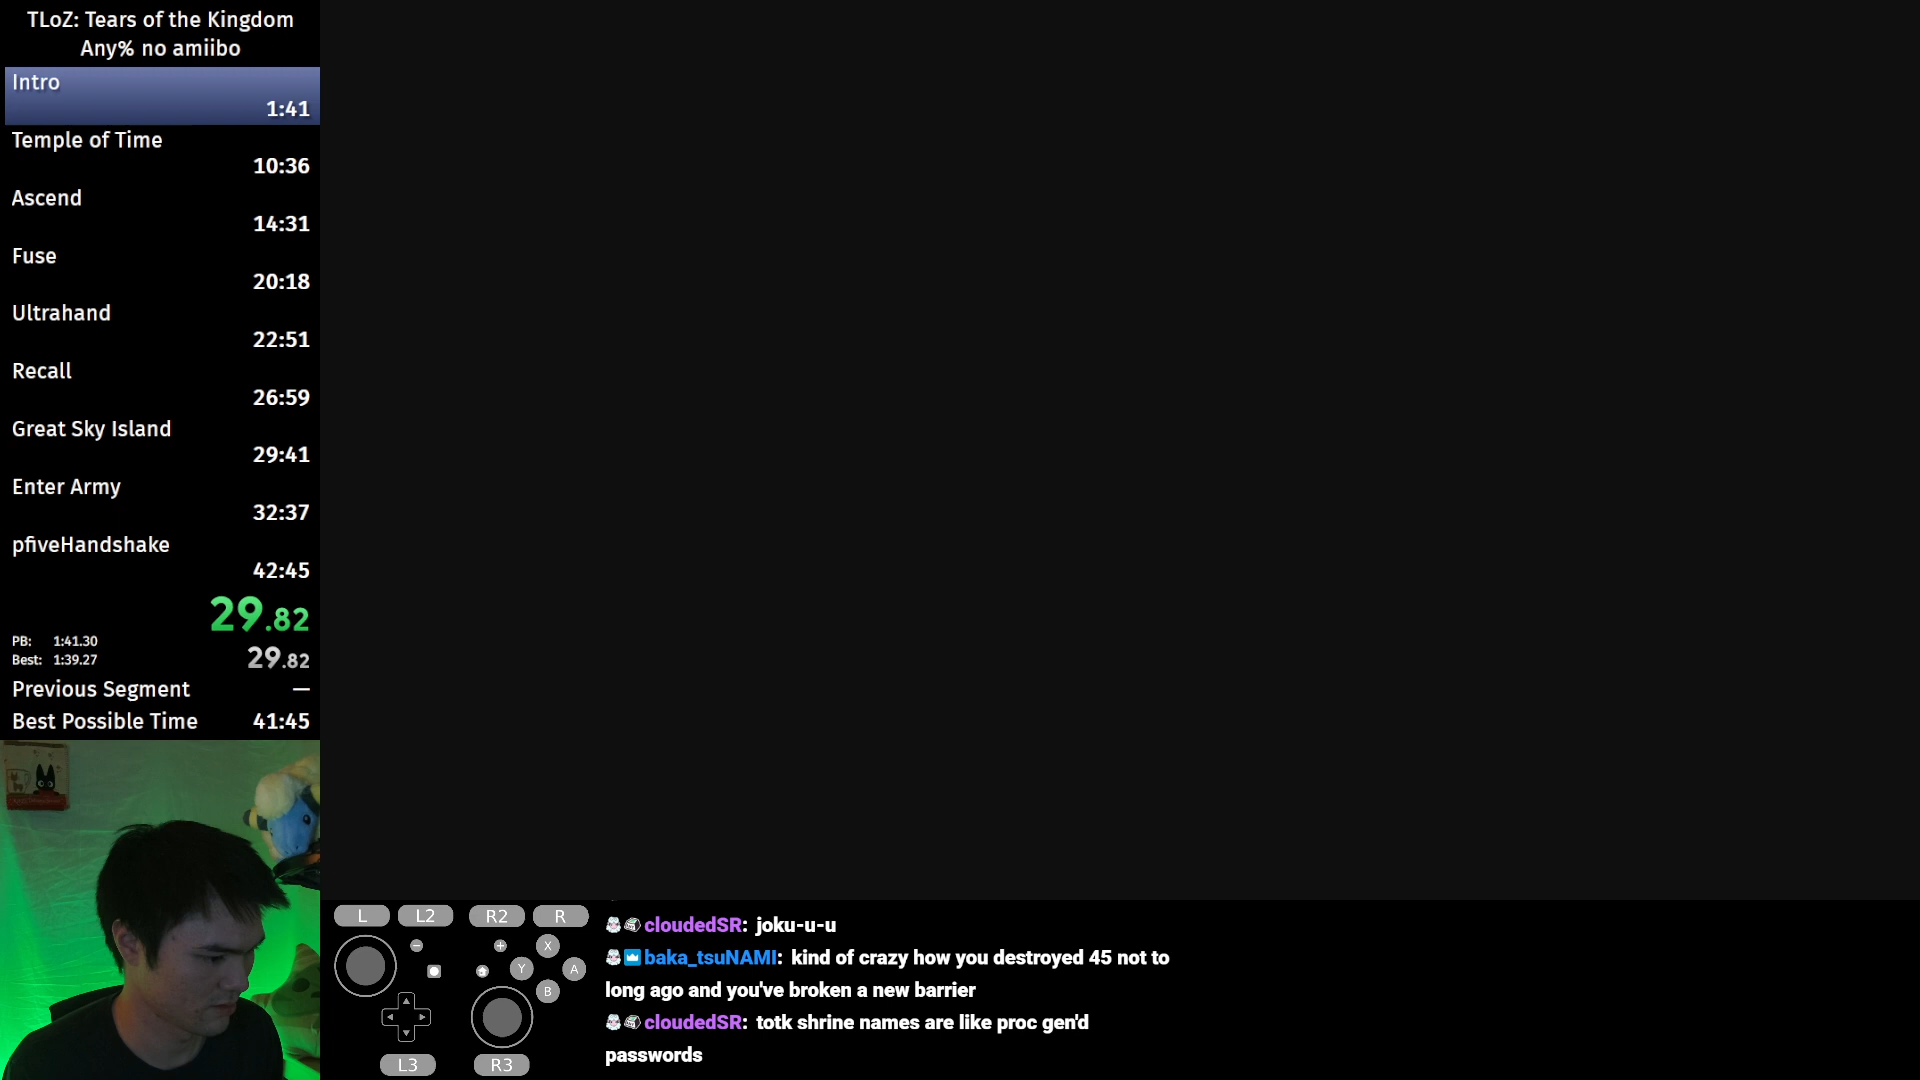 TLoZ: Tears of the Kingdom
Any% no amiibo
Intro
1:41
Temple of Time
10:36
Ascend
14:31
Fuse
20:18
Ultrahand
22:51
Recall
26:59
Great Sky Island
29:41
Enter Army
32:37
pfiveHandshake
42:45
29.82
PB: 1:41.30
Best: 1:39.27
29.82
Previous Segment —
Best Possible Time 41:45
L L2 R2 R
X
Y A
B
L3 R3
cloudedSR: joku-u-u
baka_tsuNAMI: kind of crazy how you destroyed 45 not to
long ago and you've broken a new barrier
cloudedSR: totk shrine names are like proc gen'd
passwords